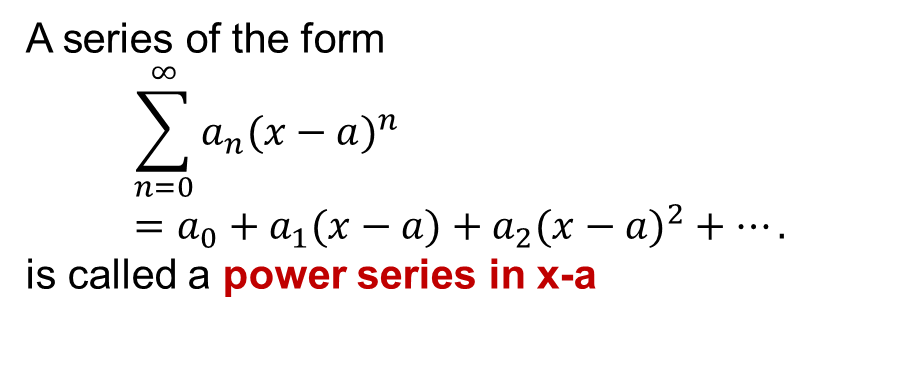 A series of the form
∞
∑ aₙ(x − a)ⁿ
n=0
= a₀ + a₁(x − a) + a₂(x − a)² + ⋯.
is called a power series in x-a